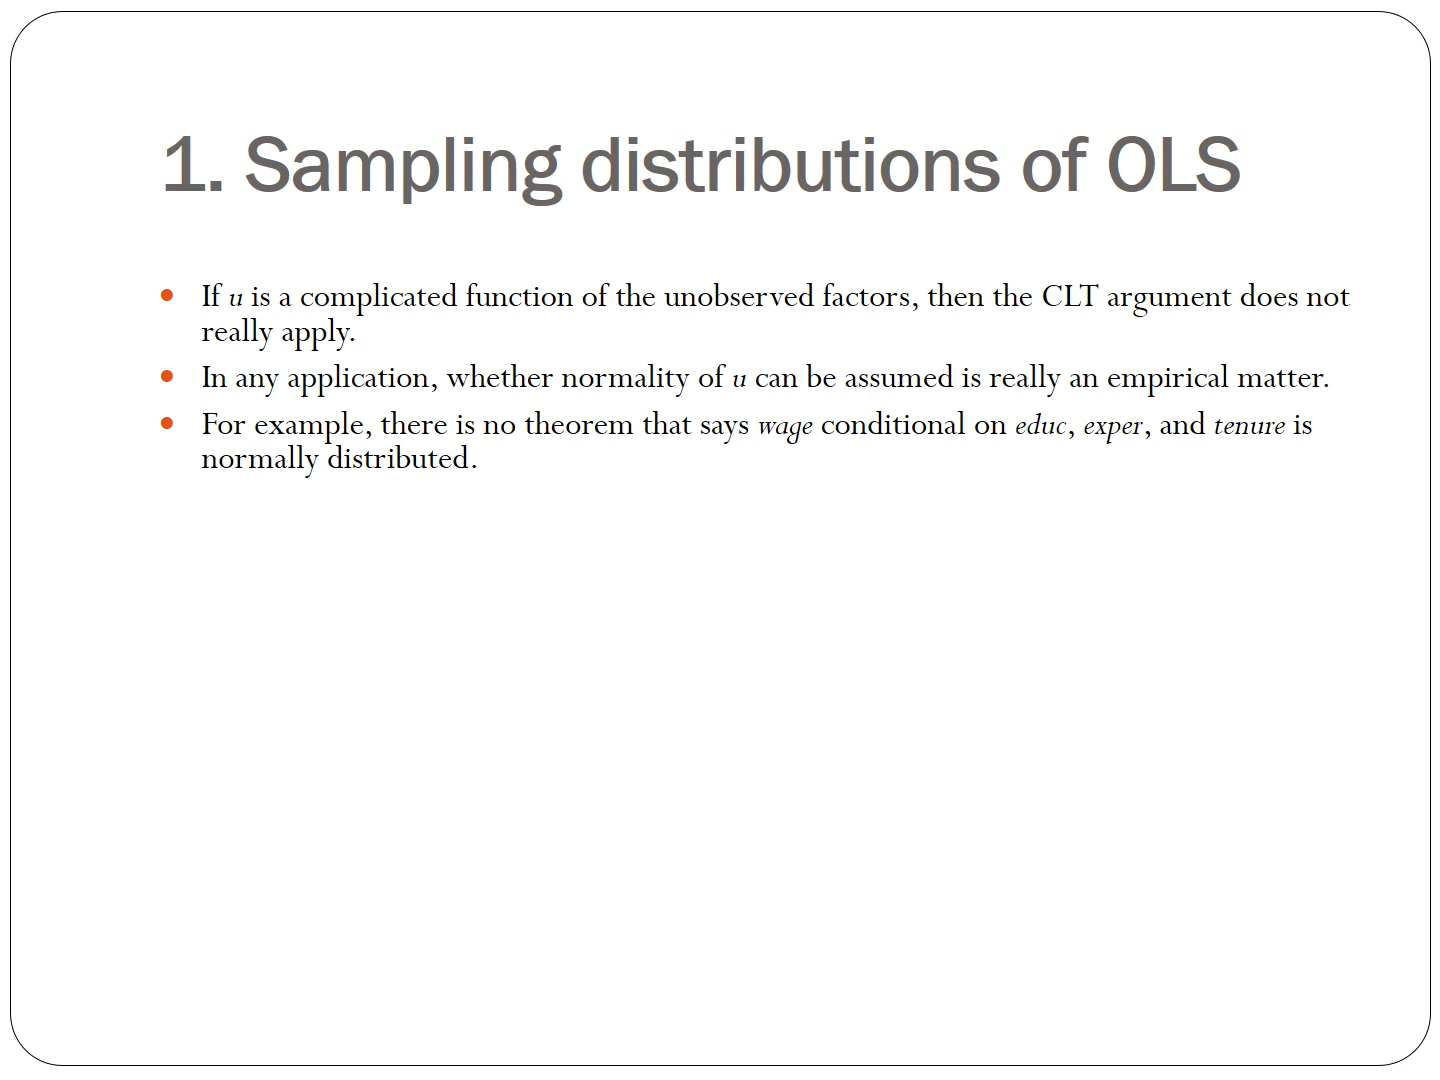 1. Sampling distributions of OLS
• If u is a complicated function of the unobserved factors, then the CLT argument does not
really apply.
• In any application, whether normality of u can be assumed is really an empirical matter.
• For example, there is no theorem that says wage conditional on educ, exper, and tenure is
normally distributed.